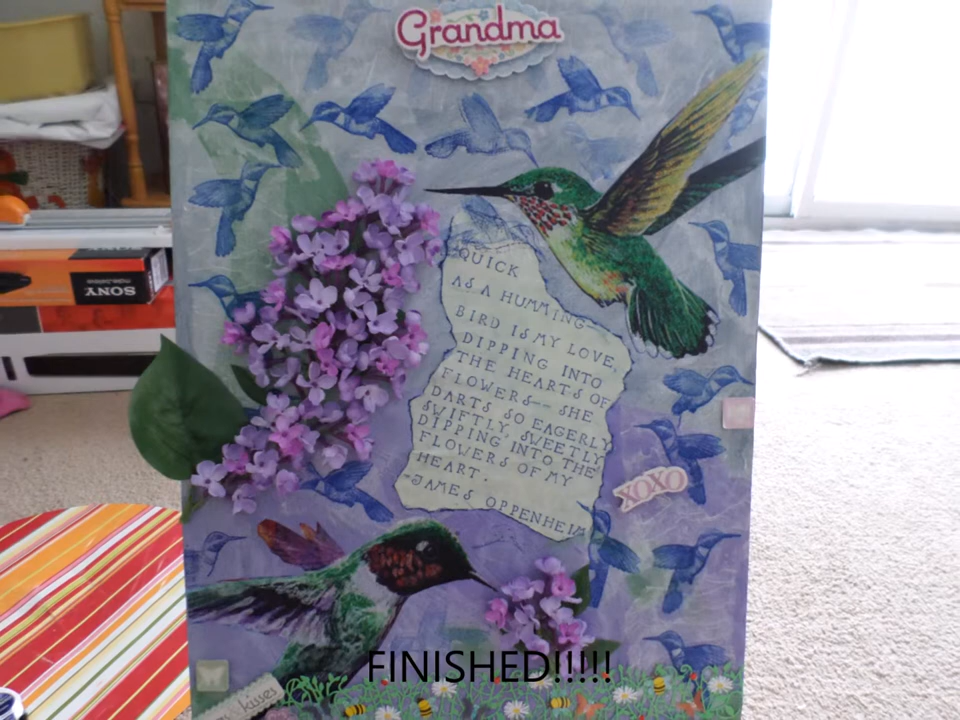 Grandma
QUICK
AS A HUMMING-
BIRD IS MY LOVE,
DIPPING INTO
THE HEARTS OF
FLOWERS-- SHE
DARTS SO EAGERLY
SWIFTLY, SWEETLY
DIPPING INTO THE
FLOWERS OF MY
HEART.
-JAMES OPPENHEIM
XOXO
SONY
FINISHED!!!!!
kisses